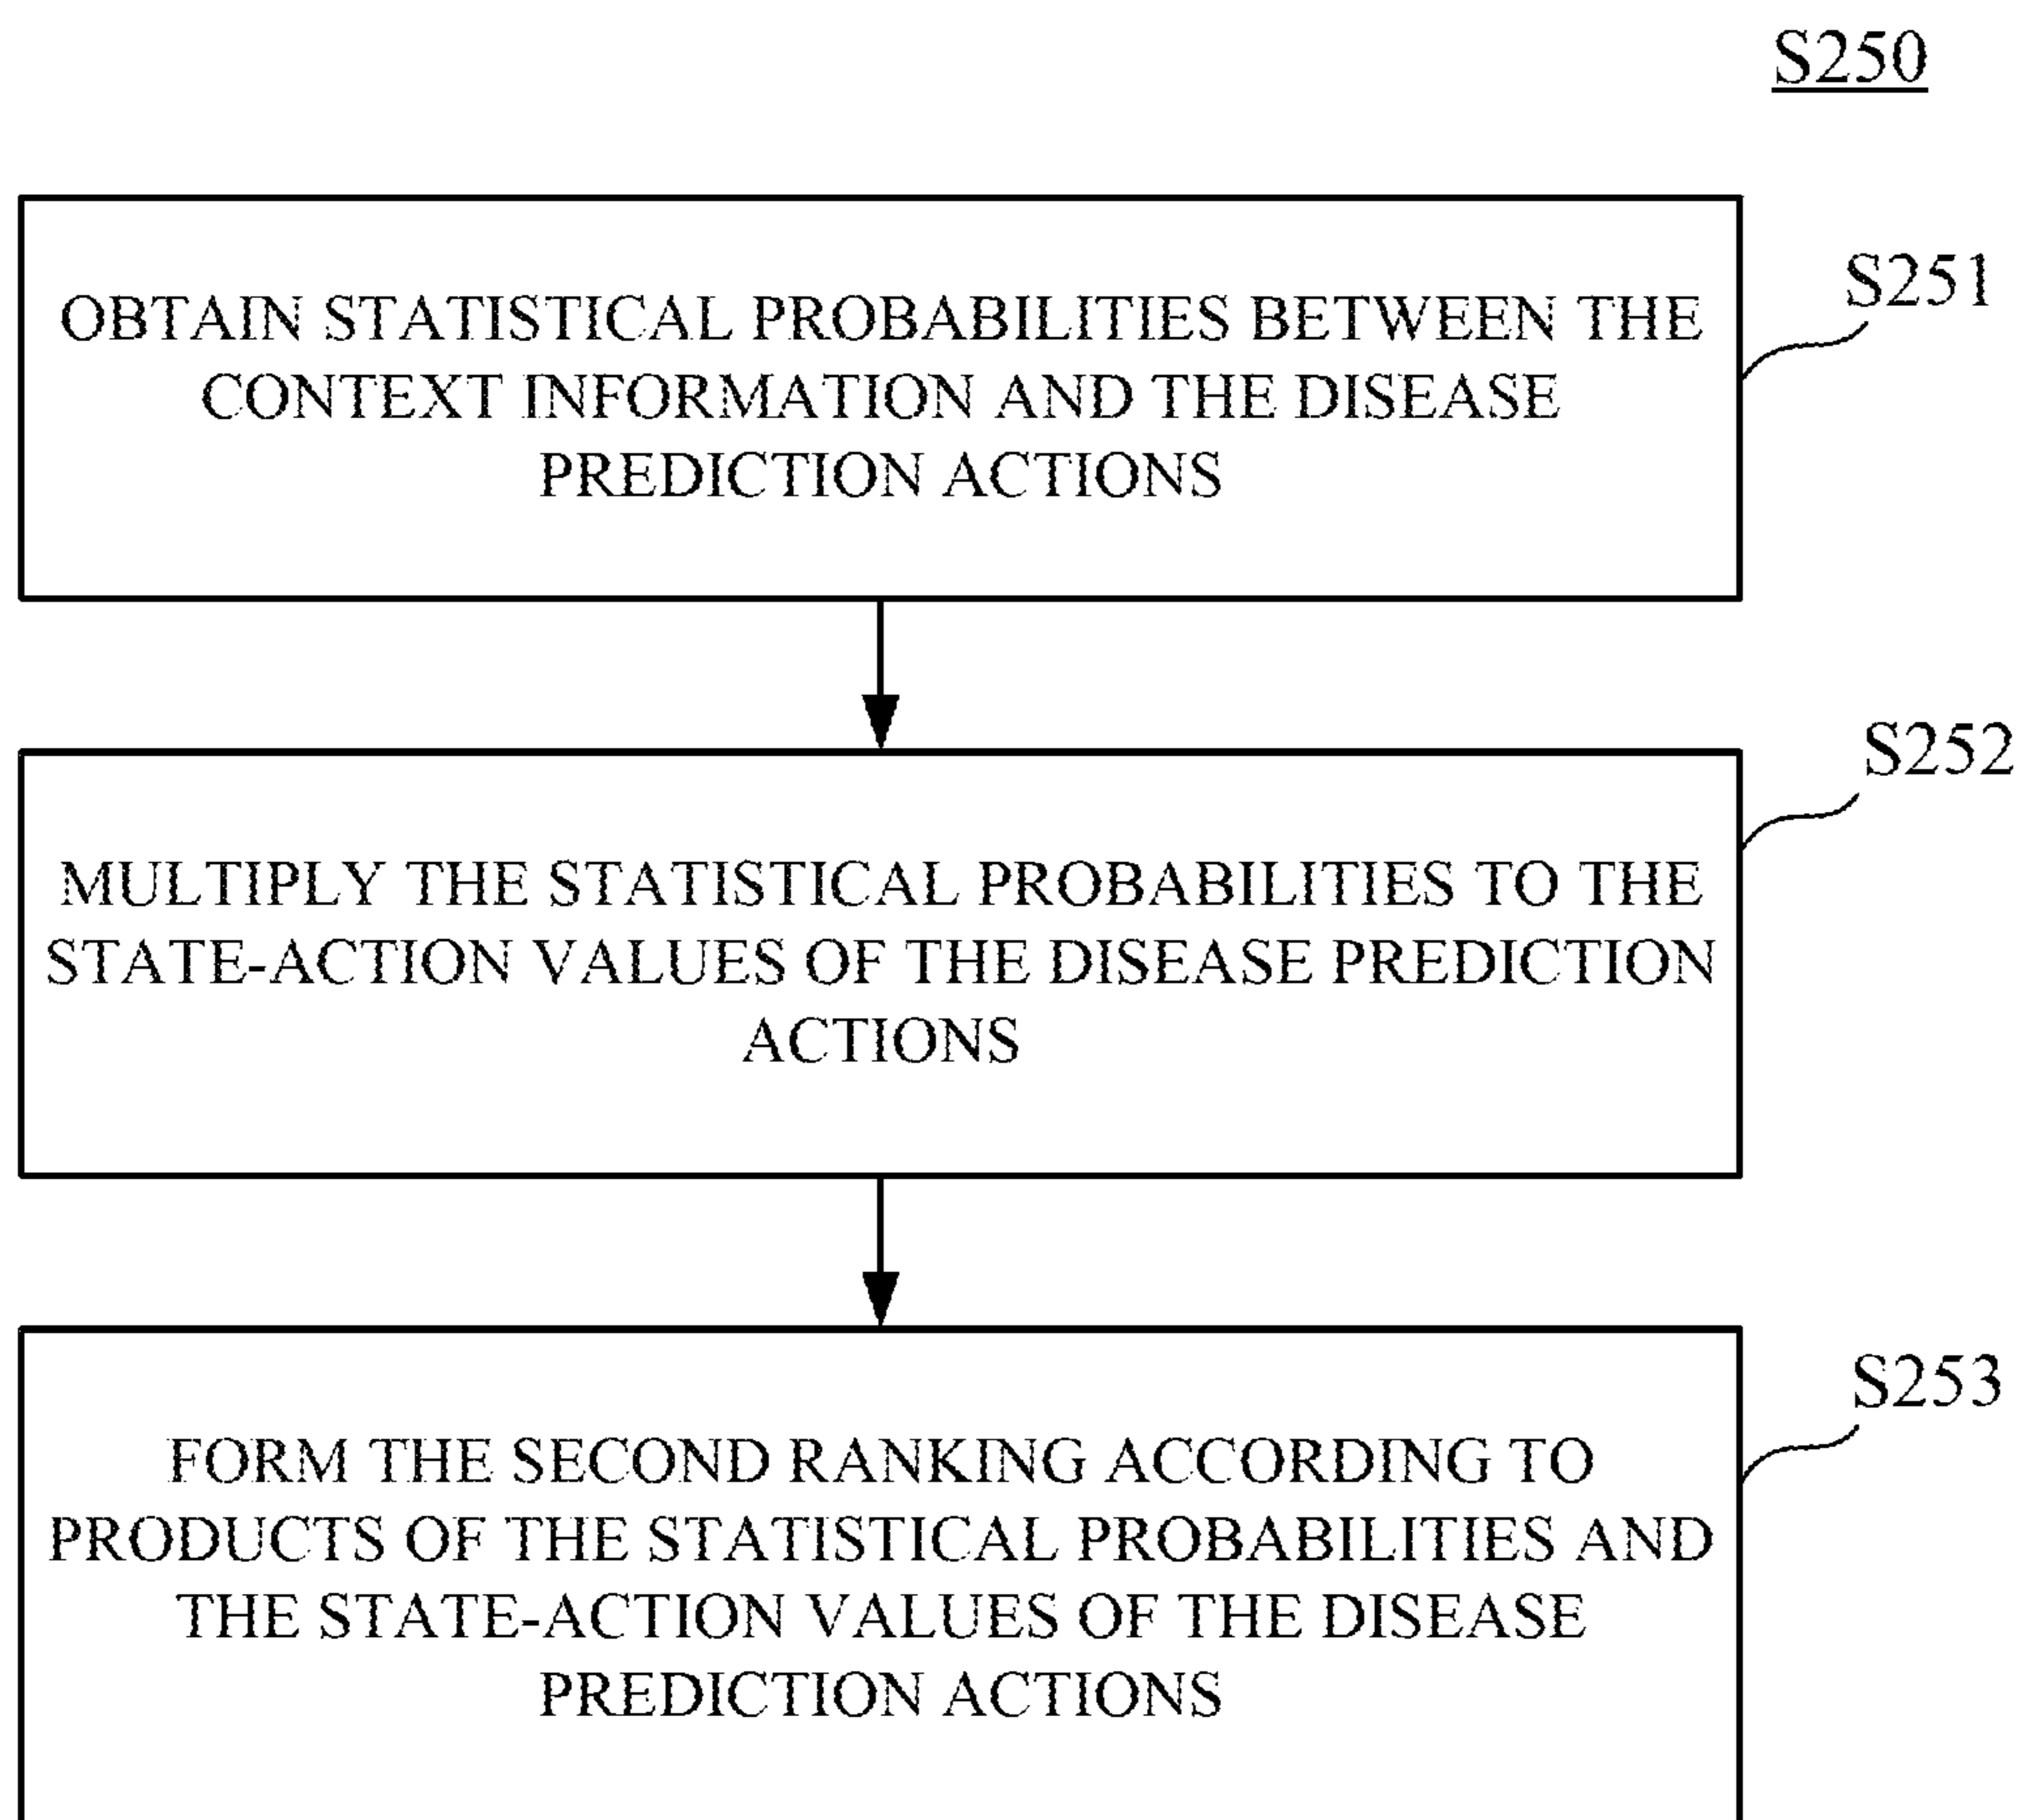 S250
OBTAIN STATISTICAL PROBABILITIES BETWEEN THE
CONTEXT INFORMATION AND THE DISEASE
PREDICTION ACTIONS
S251
MULTIPLY THE STATISTICAL PROBABILITIES TO THE
STATE-ACTION VALUES OF THE DISEASE PREDICTION
ACTIONS
S252
FORM THE SECOND RANKING ACCORDING TO
PRODUCTS OF THE STATISTICAL PROBABILITIES AND
THE STATE-ACTION VALUES OF THE DISEASE
PREDICTION ACTIONS
S253